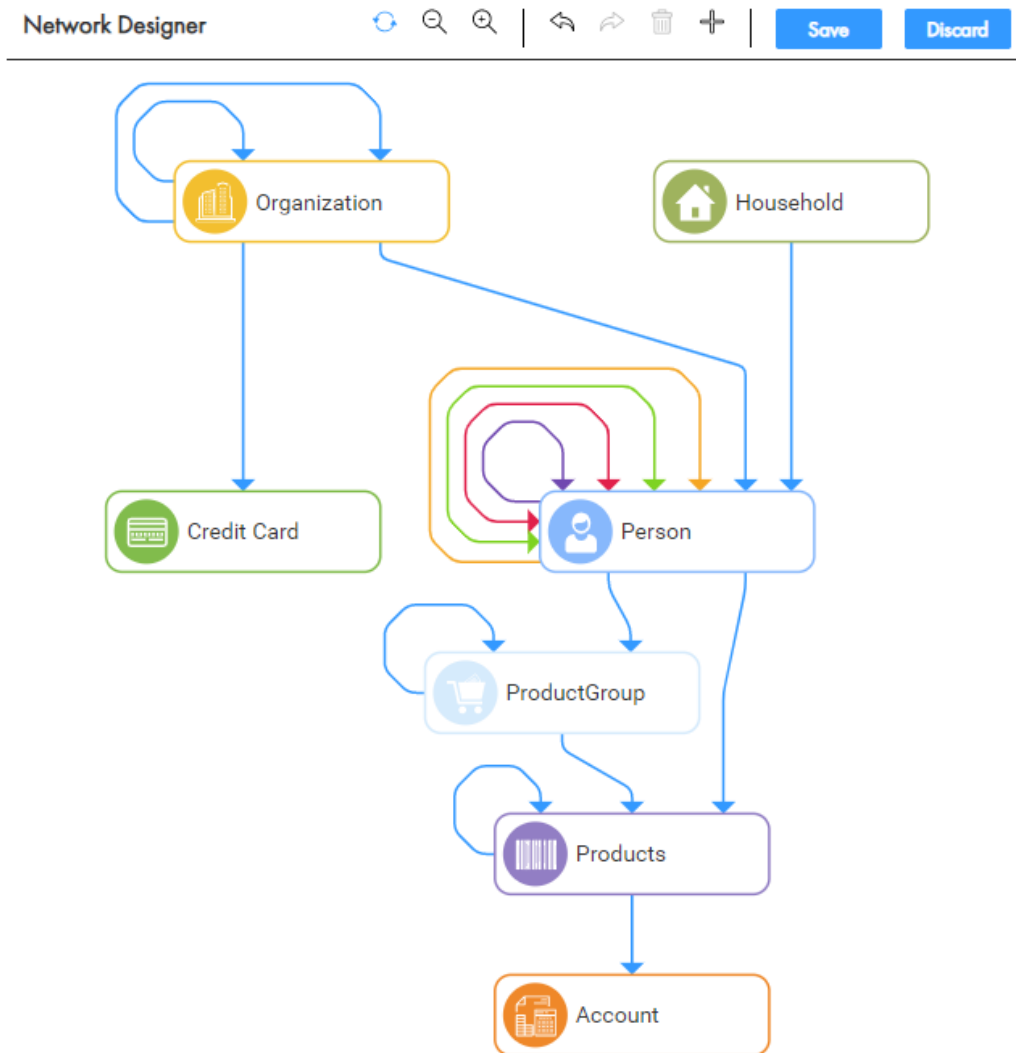 Network Designer
Save
Discard
Organization
Household
Credit Card
Person
ProductGroup
Products
Account